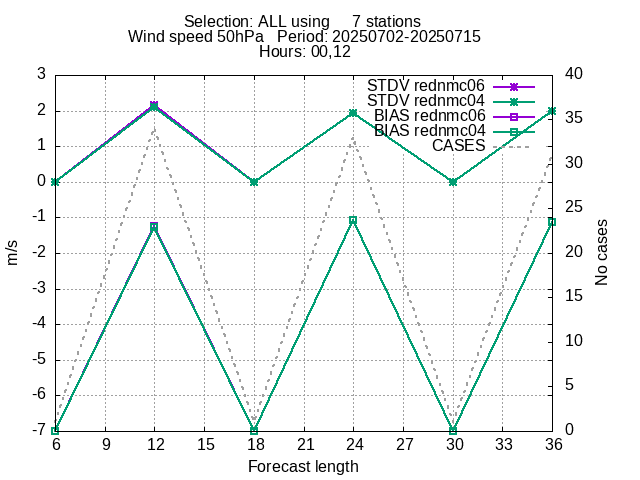 Selection: ALL using     7 stations
Wind speed 50hPa   Period: 20250702-20250715
Hours: 00,12
STDV rednmc06
STDV rednmc04
BIAS rednmc06
BIAS rednmc04
CASES
3
2
1
0
-1
-2
-3
-4
-5
-6
-7
m/s
40
35
30
25
20
15
10
5
0
No cases
6 9 12 15 18 21 24 27 30 33 36
Forecast length